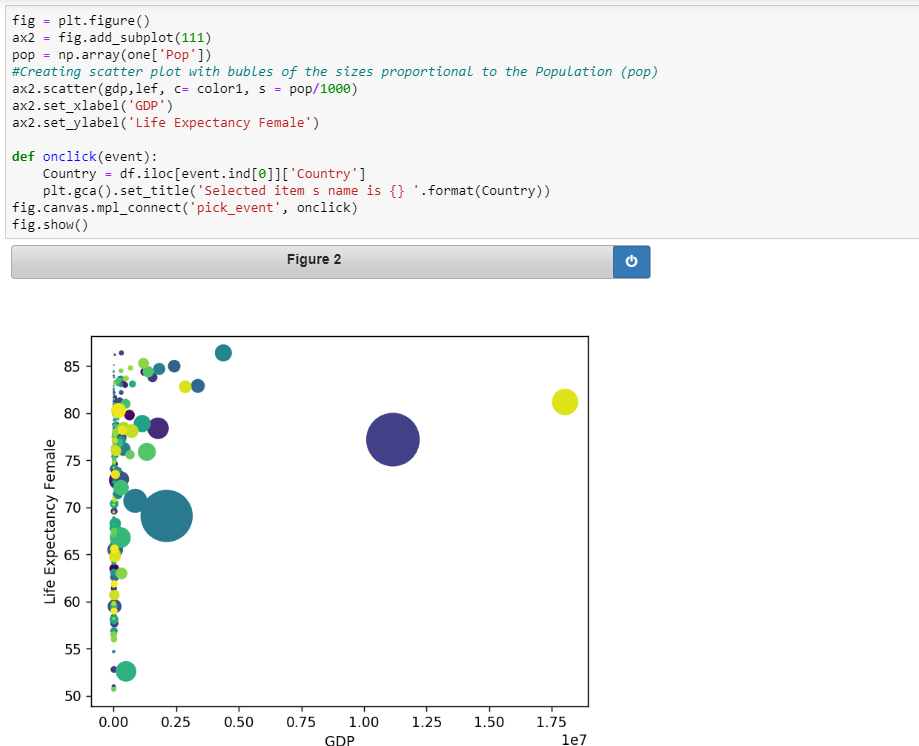 fig = plt.figure()
ax2 = fig.add_subplot(111)
pop = np.array(one['Pop'])
#Creating scatter plot with bubles of the sizes proportional to the Population (pop)
ax2.scatter(gdp,lef, c= color1, s = pop/1000)
ax2.set_xlabel('GDP')
ax2.set_ylabel('Life Expectancy Female')
def onclick(event):
    Country = df.iloc[event.ind[0]]['Country']
    plt.gca().set_title('Selected item s name is {} '.format(Country))
fig.canvas.mpl_connect('pick_event', onclick)
fig.show()
Figure 2
85
80
75
70
65
60
55
50
Life Expectancy Female
0.00 0.25 0.50 0.75 1.00 1.25 1.50 1.75
1e7
GDP